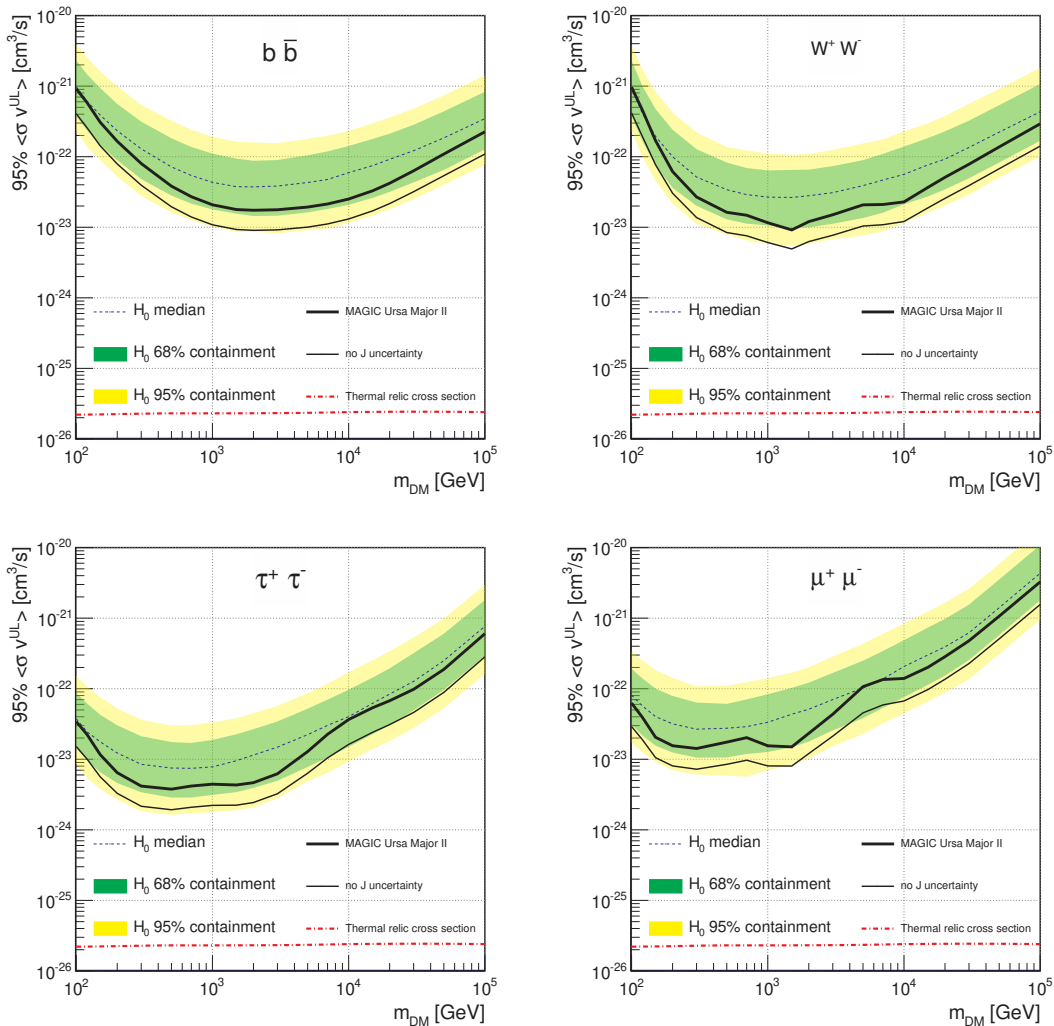 95% <σ v^UL> [cm³/s]
10⁻²⁰
10⁻²¹
10⁻²²
10⁻²³
10⁻²⁴
10⁻²⁵
10⁻²⁶
b b̅
H₀ median
MAGIC Ursa Major II
H₀ 68% containment
no J uncertainty
H₀ 95% containment
Thermal relic cross section
10² 10³ 10⁴ 10⁵
m_DM [GeV]
95% <σ v^UL> [cm³/s]
10⁻²⁰
10⁻²¹
10⁻²²
10⁻²³
10⁻²⁴
10⁻²⁵
10⁻²⁶
W⁺ W⁻
H₀ median
MAGIC Ursa Major II
H₀ 68% containment
no J uncertainty
H₀ 95% containment
Thermal relic cross section
10² 10³ 10⁴ 10⁵
m_DM [GeV]
95% <σ v^UL> [cm³/s]
10⁻²⁰
10⁻²¹
10⁻²²
10⁻²³
10⁻²⁴
10⁻²⁵
10⁻²⁶
τ⁺ τ⁻
H₀ median
MAGIC Ursa Major II
H₀ 68% containment
no J uncertainty
H₀ 95% containment
Thermal relic cross section
10² 10³ 10⁴ 10⁵
m_DM [GeV]
95% <σ v^UL> [cm³/s]
10⁻²⁰
10⁻²¹
10⁻²²
10⁻²³
10⁻²⁴
10⁻²⁵
10⁻²⁶
μ⁺ μ⁻
H₀ median
MAGIC Ursa Major II
H₀ 68% containment
no J uncertainty
H₀ 95% containment
Thermal relic cross section
10² 10³ 10⁴ 10⁵
m_DM [GeV]